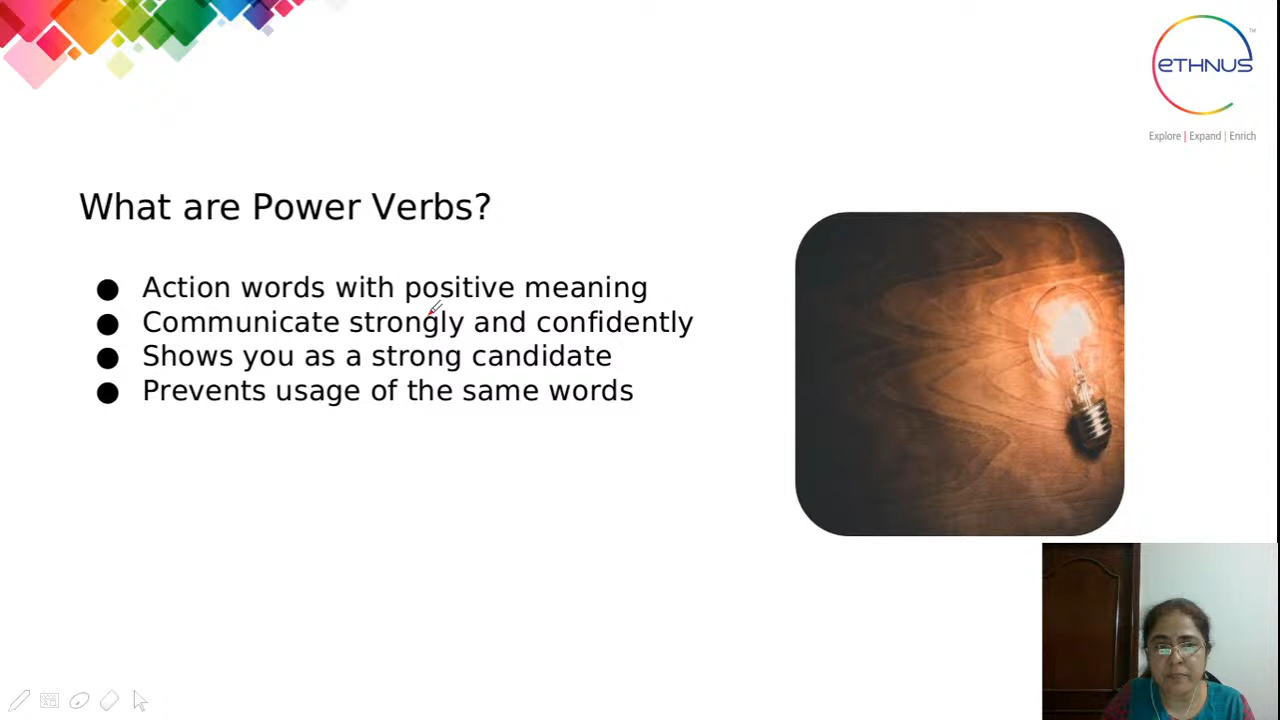 eTHNUS
TM
Explore | Expand | Enrich
What are Power Verbs?
● Action words with positive meaning
● Communicate strongly and confidently
● Shows you as a strong candidate
● Prevents usage of the same words